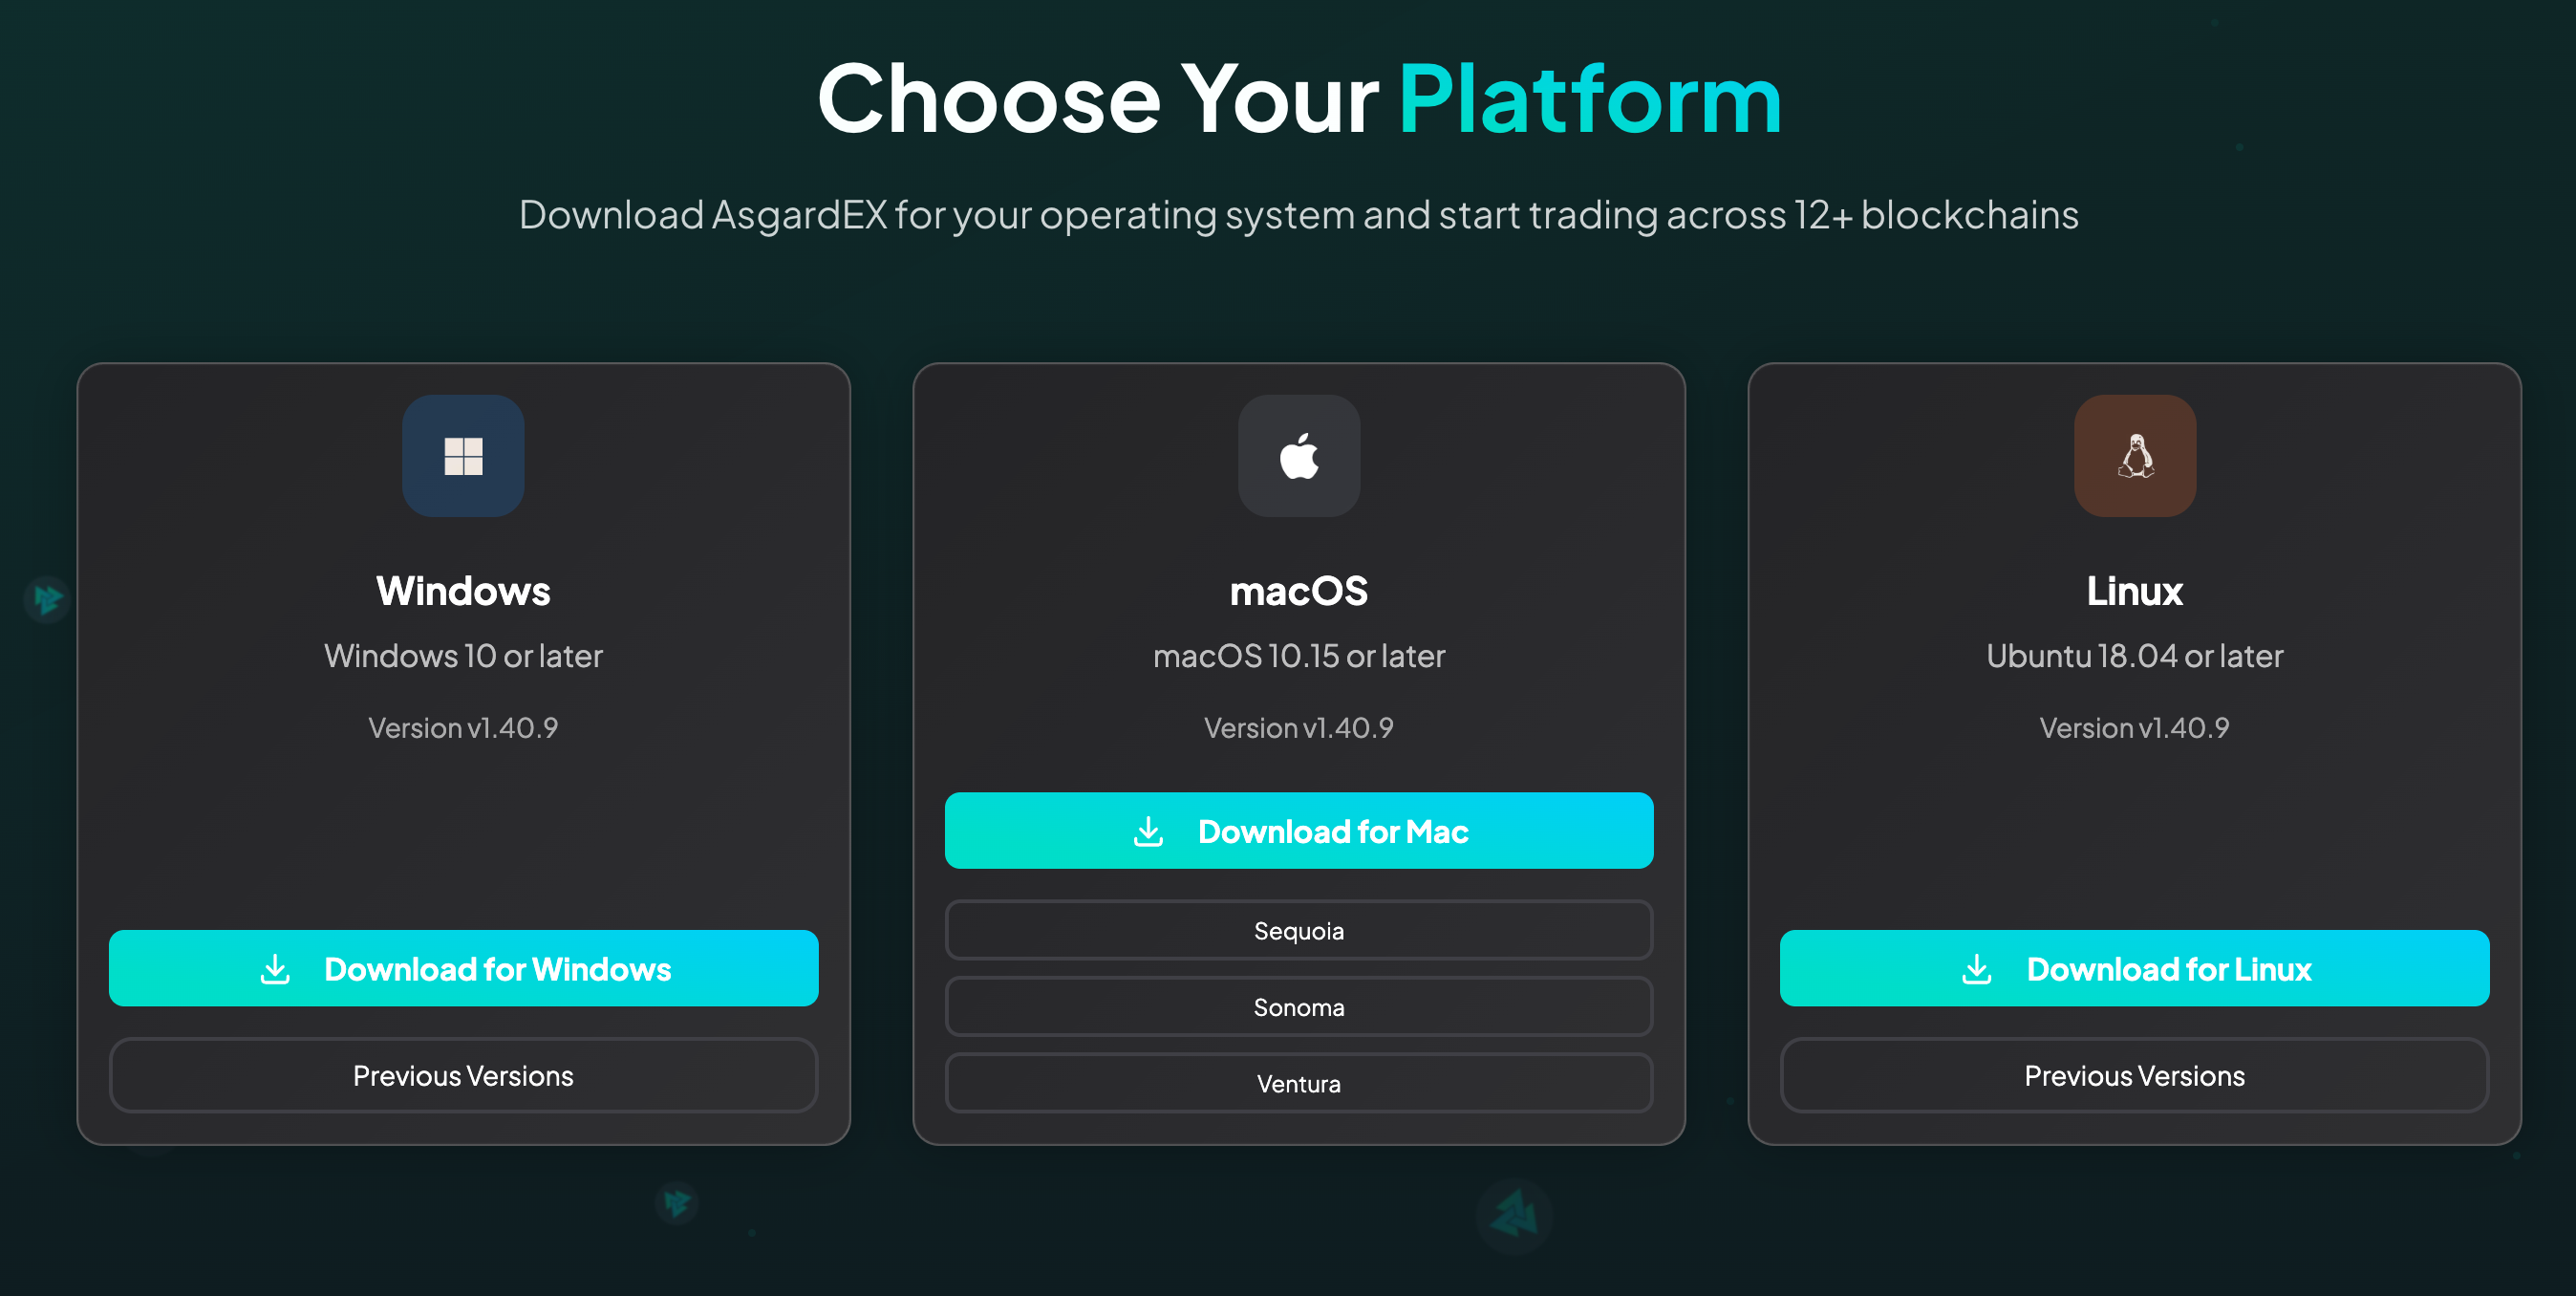 Choose Your Platform
Download AsgardEX for your operating system and start trading across 12+ blockchains
Windows
Windows 10 or later
Version v1.40.9
Download for Windows
Previous Versions
macOS
macOS 10.15 or later
Version v1.40.9
Download for Mac
Sequoia
Sonoma
Ventura
Linux
Ubuntu 18.04 or later
Version v1.40.9
Download for Linux
Previous Versions